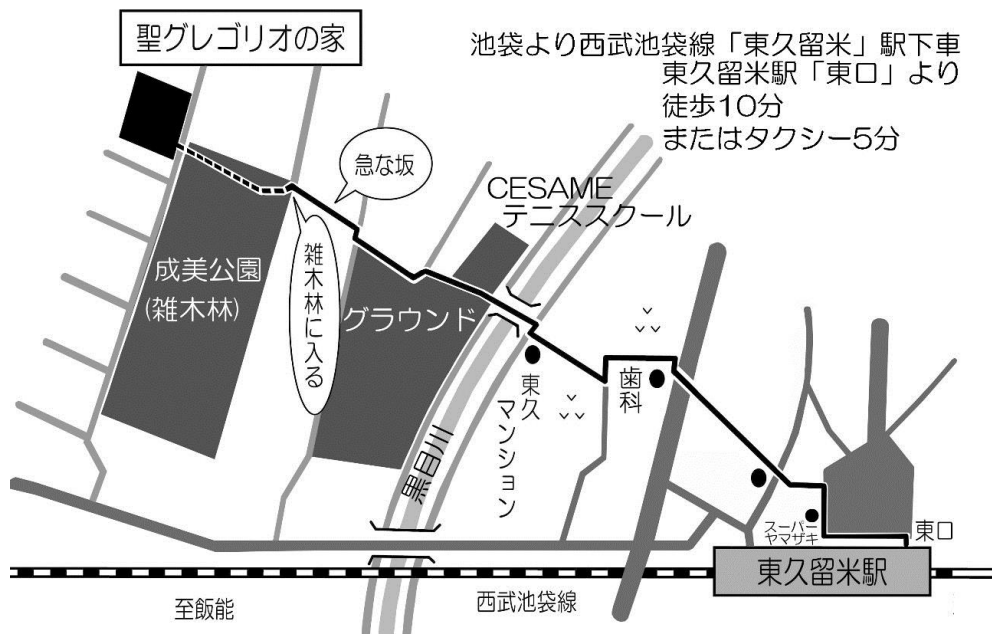 聖グレゴリオの家
池袋より西武池袋線「東久留米」駅下車
東久留米駅「東口」より
徒歩10分
またはタクシー5分
急な坂
CESAME
テニススクール
成美公園
(雑木林)
雑木林に入る
グラウンド
歯科
東久
マンション
黒目川
スーパー
ヤマザキ
東口
東久留米駅
至飯能
西武池袋線